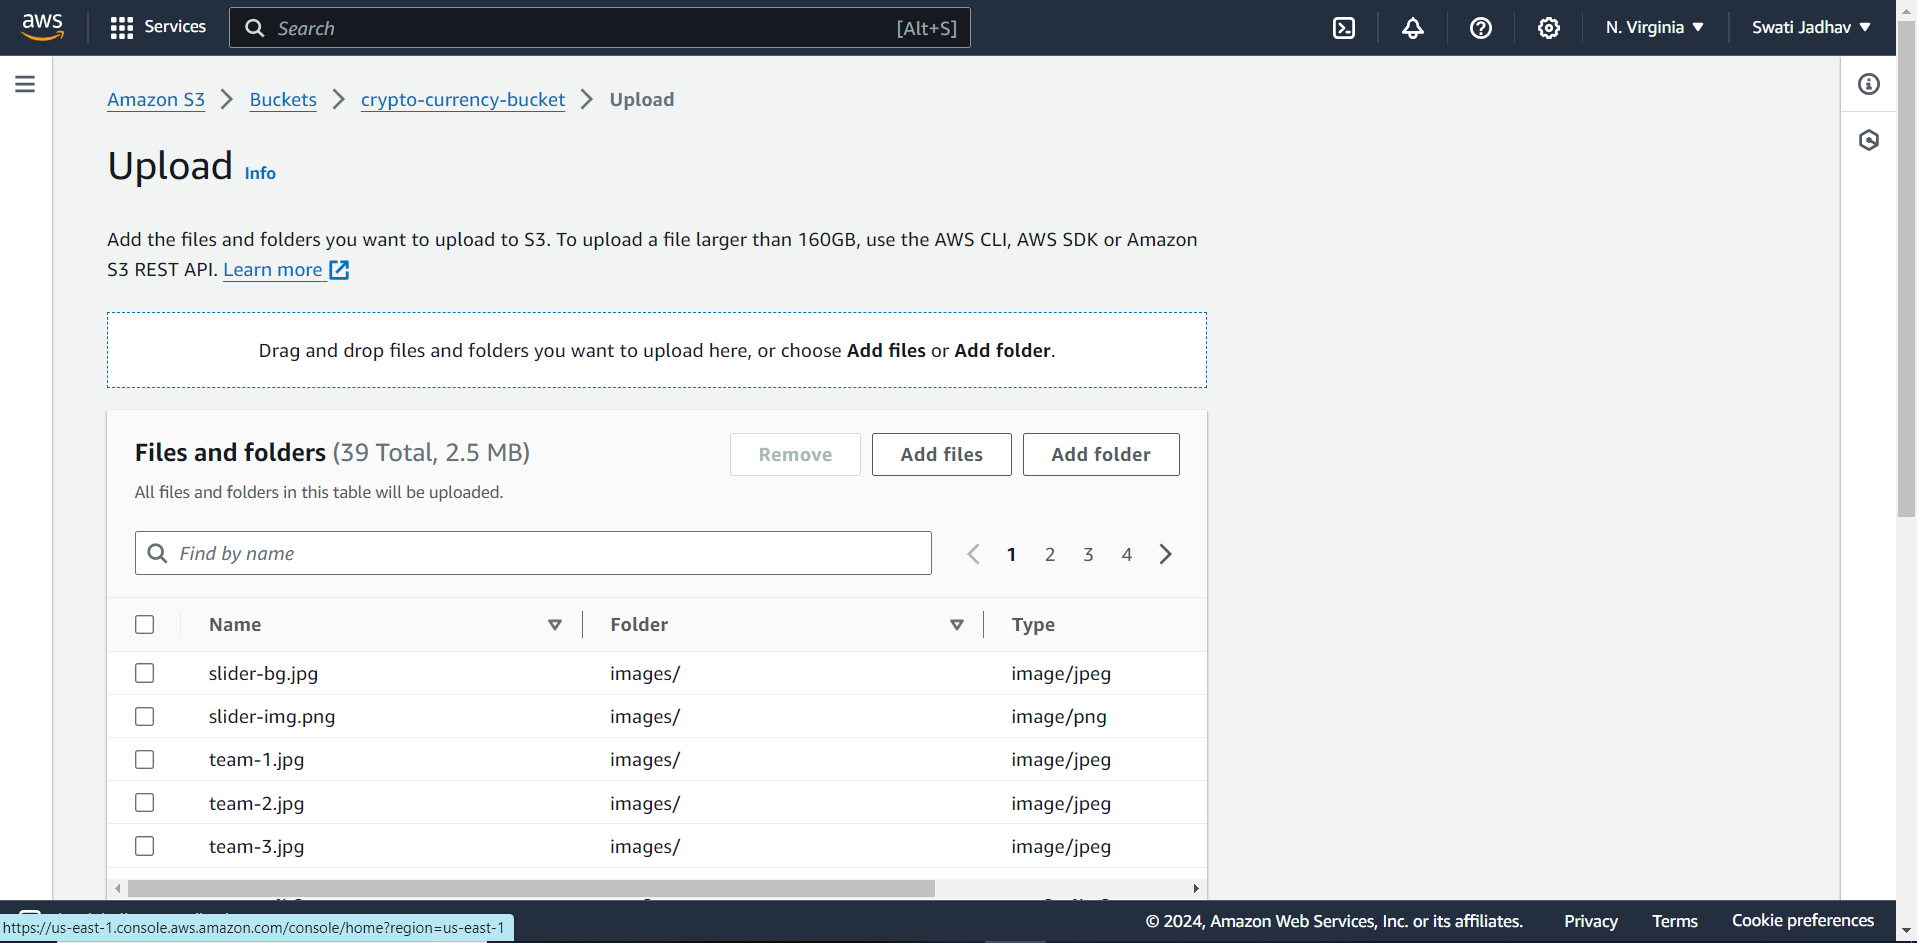 aws
Services
Search [Alt+S]
N. Virginia ▼
Swati Jadhav ▼
Amazon S3 > Buckets > crypto-currency-bucket > Upload
Upload Info
Add the files and folders you want to upload to S3. To upload a file larger than 160GB, use the AWS CLI, AWS SDK or Amazon
S3 REST API. Learn more
Drag and drop files and folders you want to upload here, or choose Add files or Add folder.
Files and folders (39 Total, 2.5 MB)
Remove
Add files
Add folder
All files and folders in this table will be uploaded.
Find by name
1 2 3 4
Name Folder Type
slider-bg.jpg images/ image/jpeg
slider-img.png images/ image/png
team-1.jpg images/ image/jpeg
team-2.jpg images/ image/jpeg
team-3.jpg images/ image/jpeg
© 2024, Amazon Web Services, Inc. or its affiliates. Privacy Terms Cookie preferences
https://us-east-1.console.aws.amazon.com/console/home?region=us-east-1